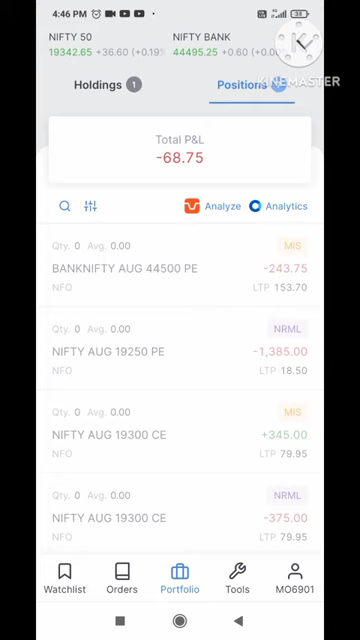 4:46 PM
38
NIFTY 50
NIFTY BANK
19342.65 +36.60 (+0.19%
44495.25 +0.60 (+0.00
KINEMASTER
Holdings 1
Positions
Total P&L
-68.75
Analyze
Analytics
Qty. 0 Avg. 0.00
MIS
BANKNIFTY AUG 44500 PE
-243.75
NFO
LTP 153.70
Qty. 0 Avg. 0.00
NRML
NIFTY AUG 19250 PE
-1,385.00
NFO
LTP 18.50
Qty. 0 Avg. 0.00
MIS
NIFTY AUG 19300 CE
+345.00
NFO
LTP 79.95
Qty. 0 Avg. 0.00
NRML
NIFTY AUG 19300 CE
-375.00
NFO
LTP 79.95
Watchlist
Orders
Portfolio
Tools
MO6901